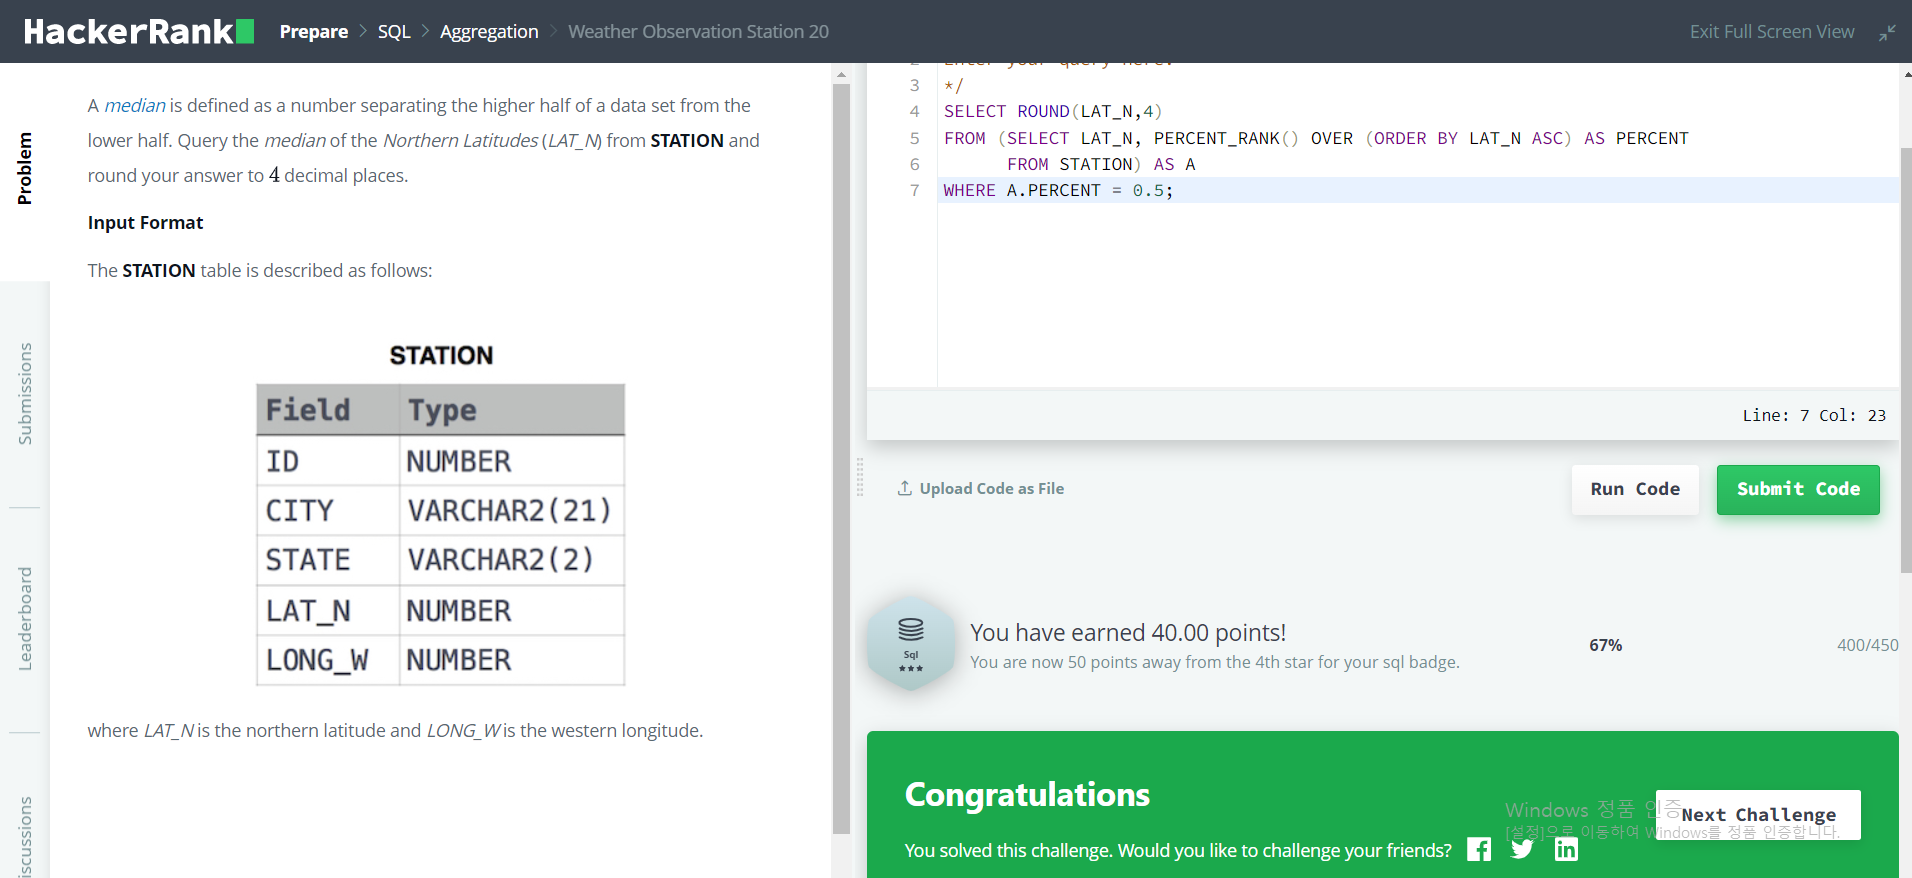 HackerRank
Prepare > SQL > Aggregation > Weather Observation Station 20
Exit Full Screen View
Problem
Submissions
Leaderboard
A median is defined as a number separating the higher half of a data set from the
lower half. Query the median of the Northern Latitudes (LAT_N) from STATION and
round your answer to 4 decimal places.
Input Format
The STATION table is described as follows:
STATION
Field Type
ID NUMBER
CITY VARCHAR2(21)
STATE VARCHAR2(2)
LAT_N NUMBER
LONG_W NUMBER
where LAT_N is the northern latitude and LONG_W is the western longitude.
2 Enter your query here.
3 */
4 SELECT ROUND(LAT_N,4)
5 FROM (SELECT LAT_N, PERCENT_RANK() OVER (ORDER BY LAT_N ASC) AS PERCENT
6 FROM STATION) AS A
7 WHERE A.PERCENT = 0.5;
Line: 7 Col: 23
Upload Code as File
Run Code
Submit Code
Sql
You have earned 40.00 points!
You are now 50 points away from the 4th star for your sql badge.
67%
400/450
Congratulations
You solved this challenge. Would you like to challenge your friends?
Next Challenge
Windows 정품 인증
[설정]으로 이동하여 Windows를 정품 인증합니다.